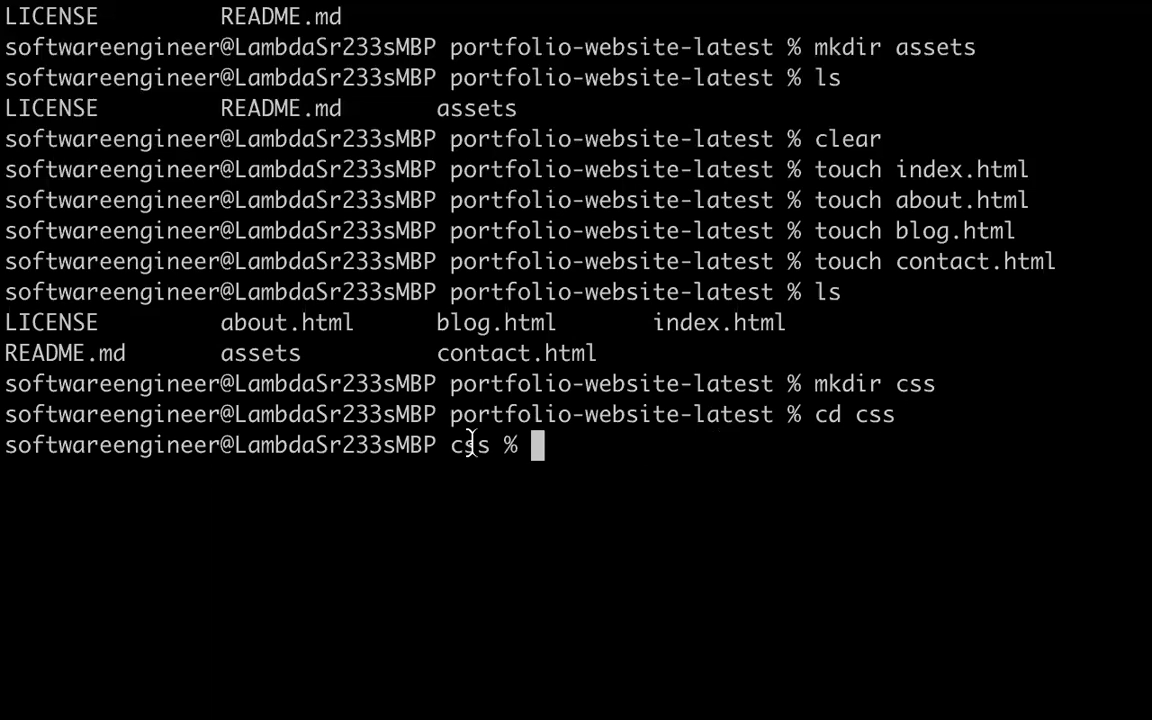 LICENSE README.md
softwareengineer@LambdaSr233sMBP portfolio-website-latest % mkdir assets
softwareengineer@LambdaSr233sMBP portfolio-website-latest % ls
LICENSE README.md assets
softwareengineer@LambdaSr233sMBP portfolio-website-latest % clear
softwareengineer@LambdaSr233sMBP portfolio-website-latest % touch index.html
softwareengineer@LambdaSr233sMBP portfolio-website-latest % touch about.html
softwareengineer@LambdaSr233sMBP portfolio-website-latest % touch blog.html
softwareengineer@LambdaSr233sMBP portfolio-website-latest % touch contact.html
softwareengineer@LambdaSr233sMBP portfolio-website-latest % ls
LICENSE about.html blog.html index.html
README.md assets contact.html
softwareengineer@LambdaSr233sMBP portfolio-website-latest % mkdir css
softwareengineer@LambdaSr233sMBP portfolio-website-latest % cd css
softwareengineer@LambdaSr233sMBP css %